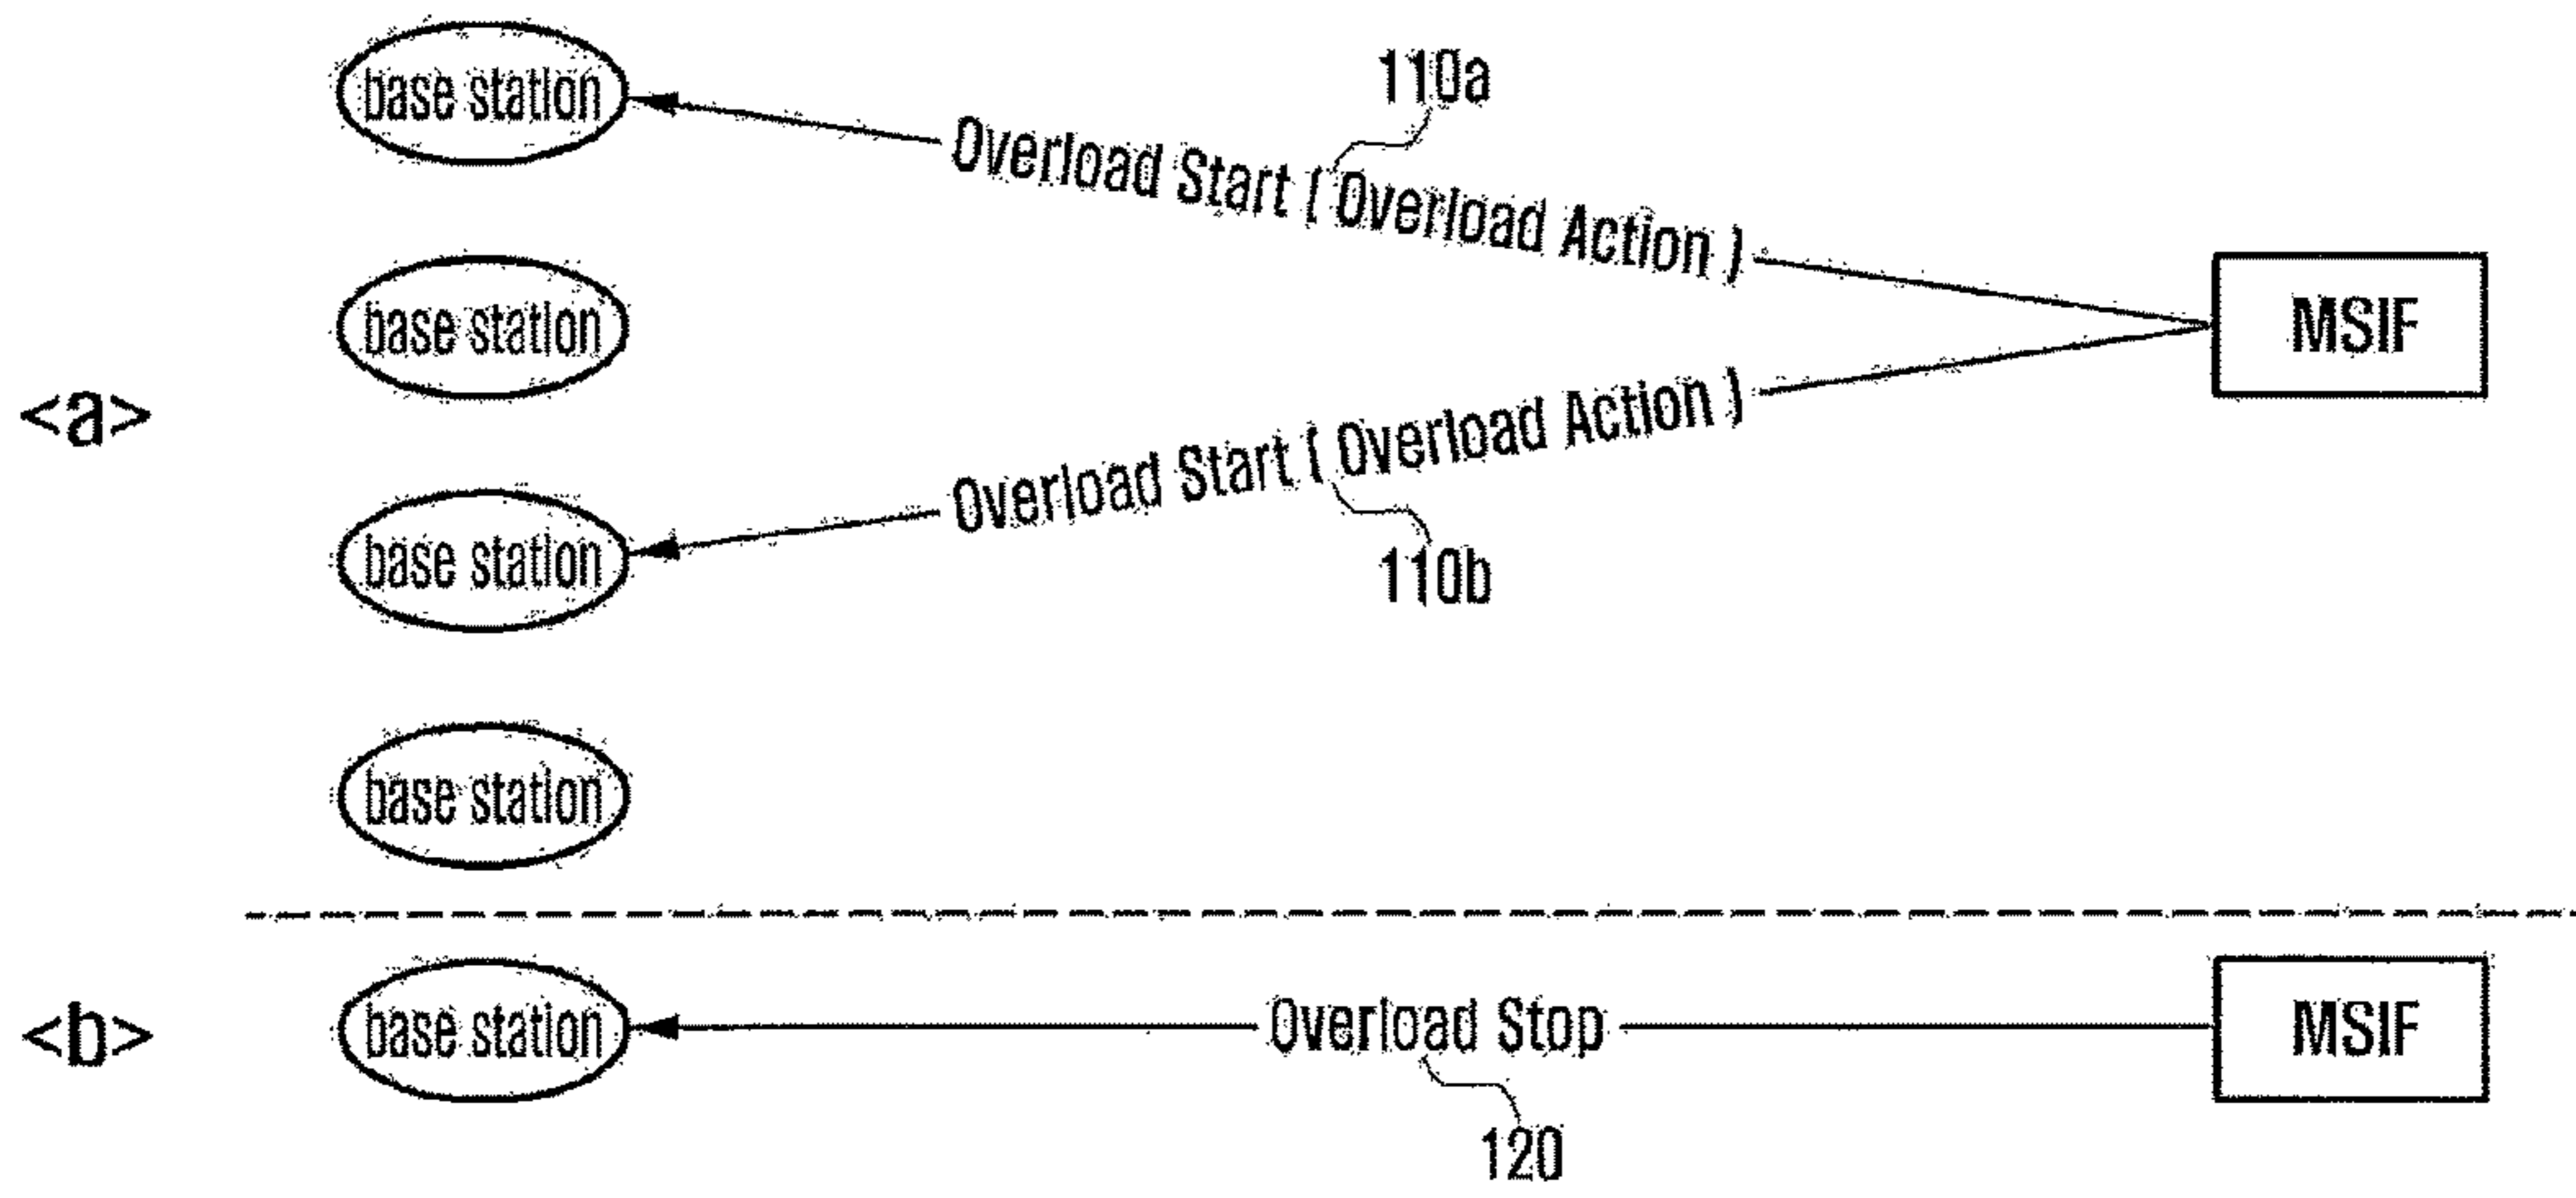 base station
110a
Overload Start ( Overload Action )
base station
MSIF
<a>
Overload Start ( Overload Action )
base station
110b
base station
<b>
base station
Overload Stop
MSIF
120